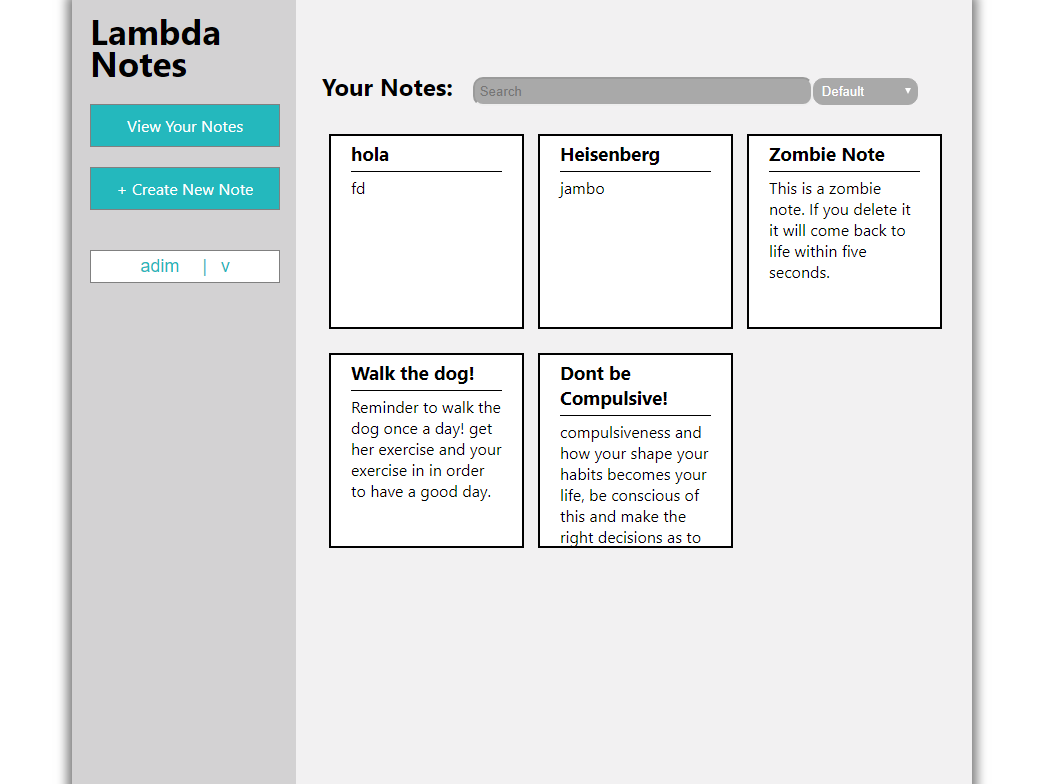 Lambda
Notes
View Your Notes
+ Create New Note
adim | v
Your Notes:
Search
Default
hola
fd
Heisenberg
jambo
Zombie Note
This is a zombie
note. If you delete it
it will come back to
life within five
seconds.
Walk the dog!
Reminder to walk the
dog once a day! get
her exercise and your
exercise in in order
to have a good day.
Dont be
Compulsive!
compulsiveness and
how your shape your
habits becomes your
life, be conscious of
this and make the
right decisions as to